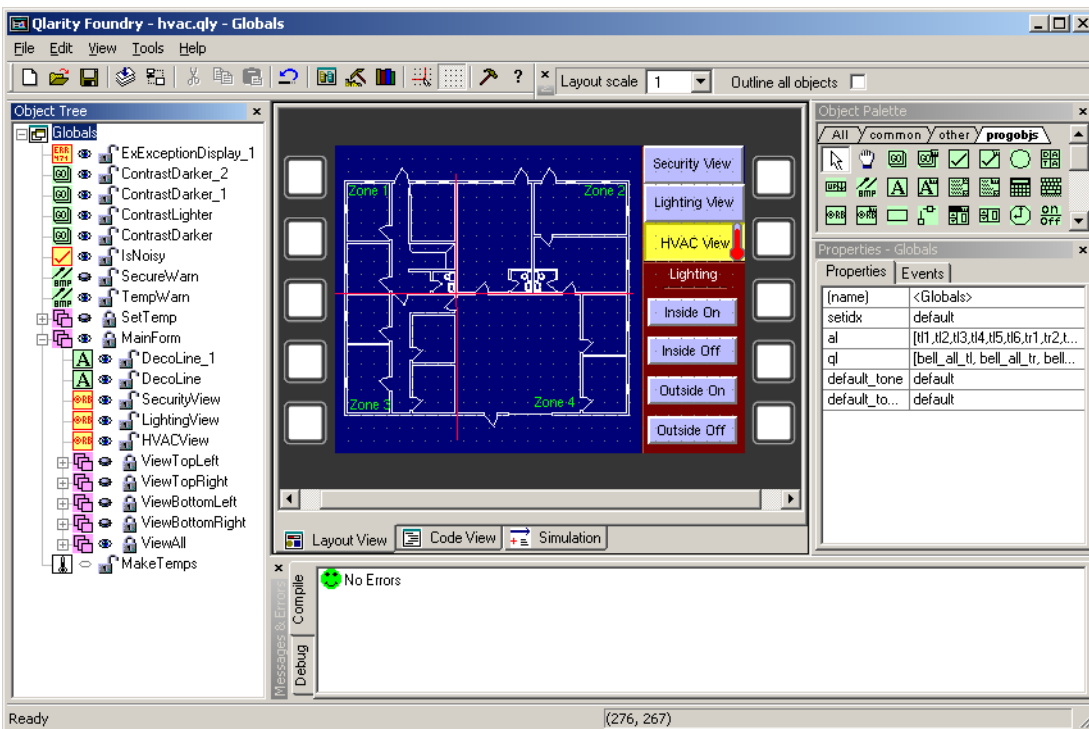 Qlarity Foundry - hvac.qly - Globals
File Edit View Tools Help
Layout scale 1 Outline all objects
Object Tree
Globals
ExExceptionDisplay_1
ContrastDarker_2
ContrastDarker_1
ContrastLighter
ContrastDarker
IsNoisy
SecureWarn
TempWarn
SetTemp
MainForm
DecoLine_1
DecoLine
SecurityView
LightingView
HVACView
ViewTopLeft
ViewTopRight
ViewBottomLeft
ViewBottomRight
ViewAll
MakeTemps
Zone 1
Zone 2
Zone 3
Zone 4
Security View
Lighting View
HVAC View
Lighting
Inside On
Inside Off
Outside On
Outside Off
Layout View Code View Simulation
Object Palette
All common other progobjs
Properties - Globals
Properties Events
(name) <Globals>
setidx default
al [tl1,tl2,tl3,tl4,tl5,tl6,tr1,tr2,t...
ql [bell_all_tl, bell_all_tr, bell...
default_tone default
default_to... default
Messages & Errors
Compile
Debug
No Errors
Ready
(276, 267)